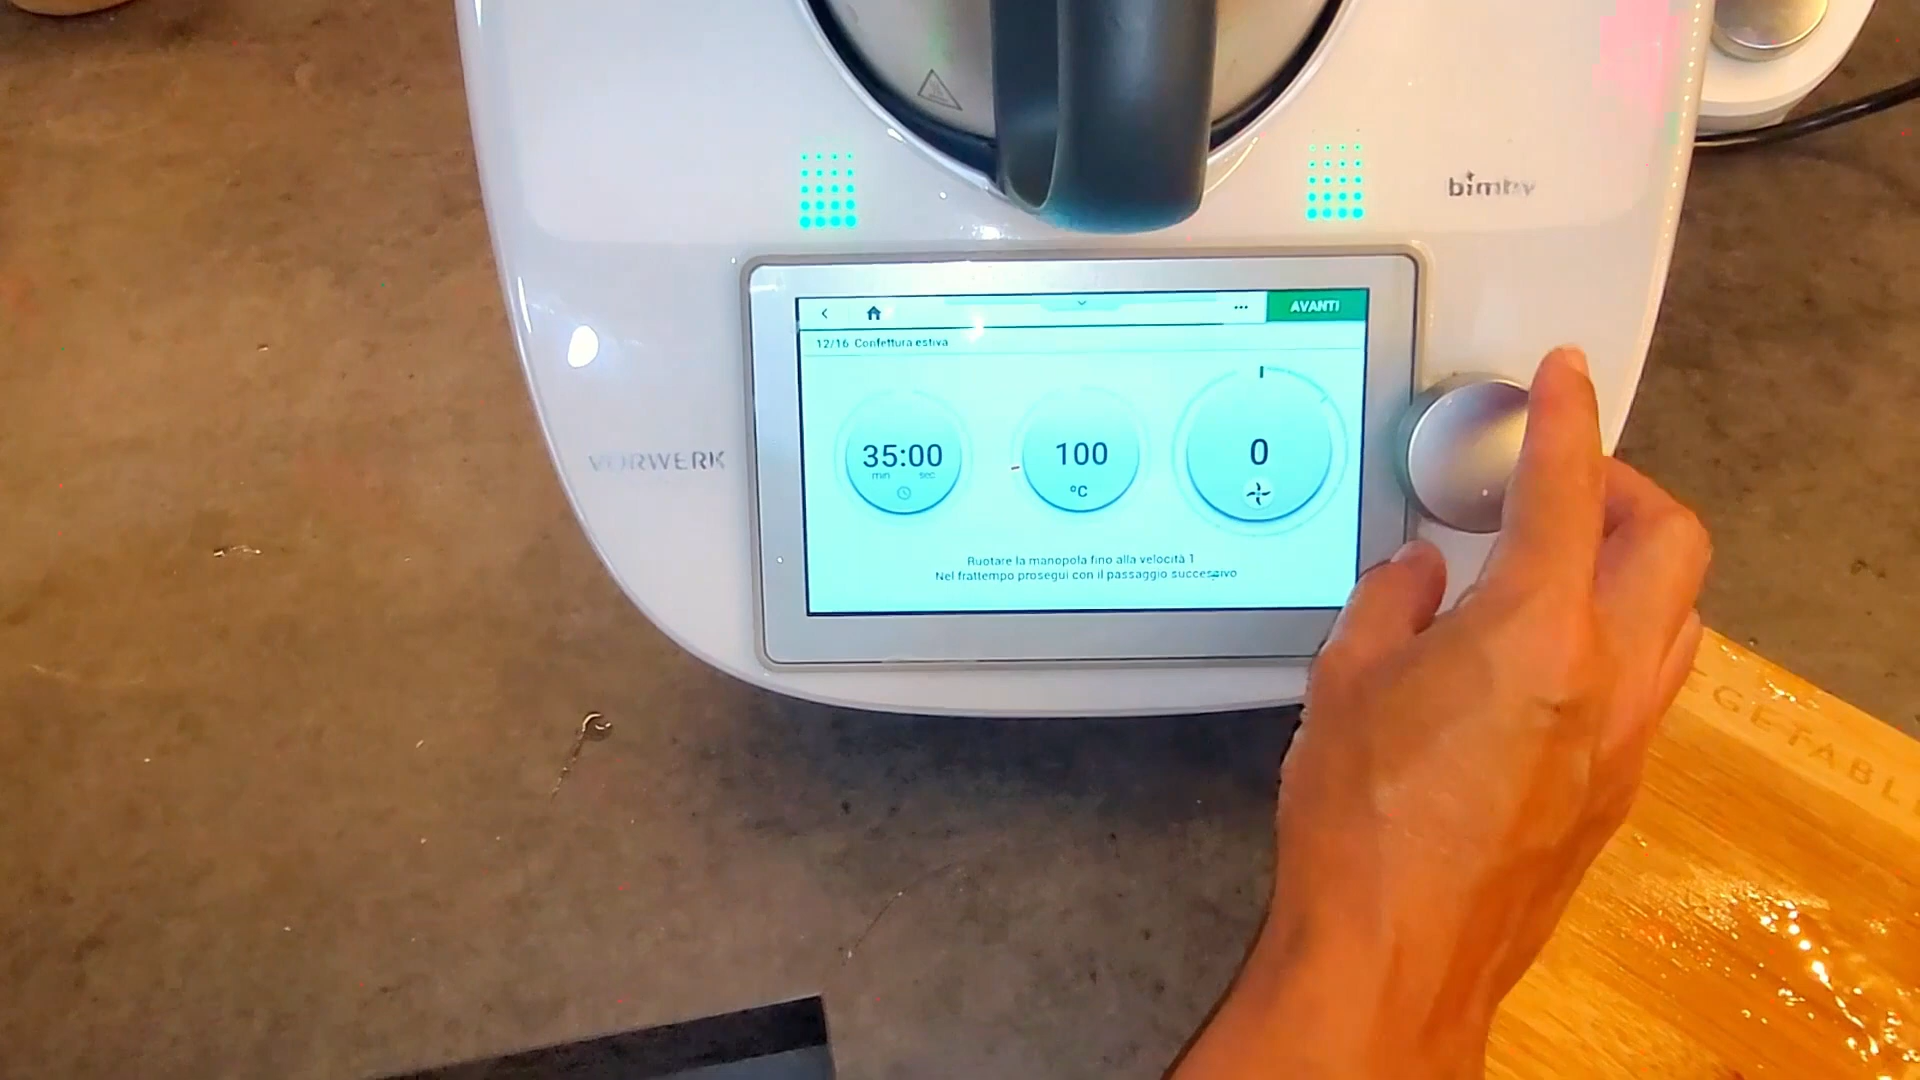 bimby
AVANTI
12/16 Confettura estiva
35:00
min sec
100
°C
0
VORWERK
Ruotare la manopola fino alla velocità 1
Nel frattempo prosegui con il passaggio successivo